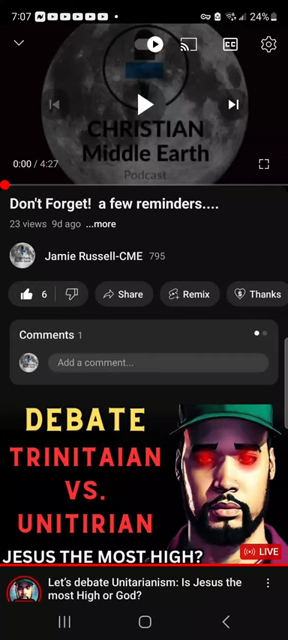 7:07
24%
CC
CHRISTIAN
Middle Earth
Podcast
0:00 / 4:27
Don't Forget! a few reminders....
23 views 9d ago ...more
Jamie Russell-CME 795
6
Share
Remix
Thanks
Comments 1
Add a comment...
DEBATE
TRINITAIAN
VS.
UNITIRIAN
JESUS THE MOST HIGH?
LIVE
Let's debate Unitarianism: Is Jesus the
most High or God?